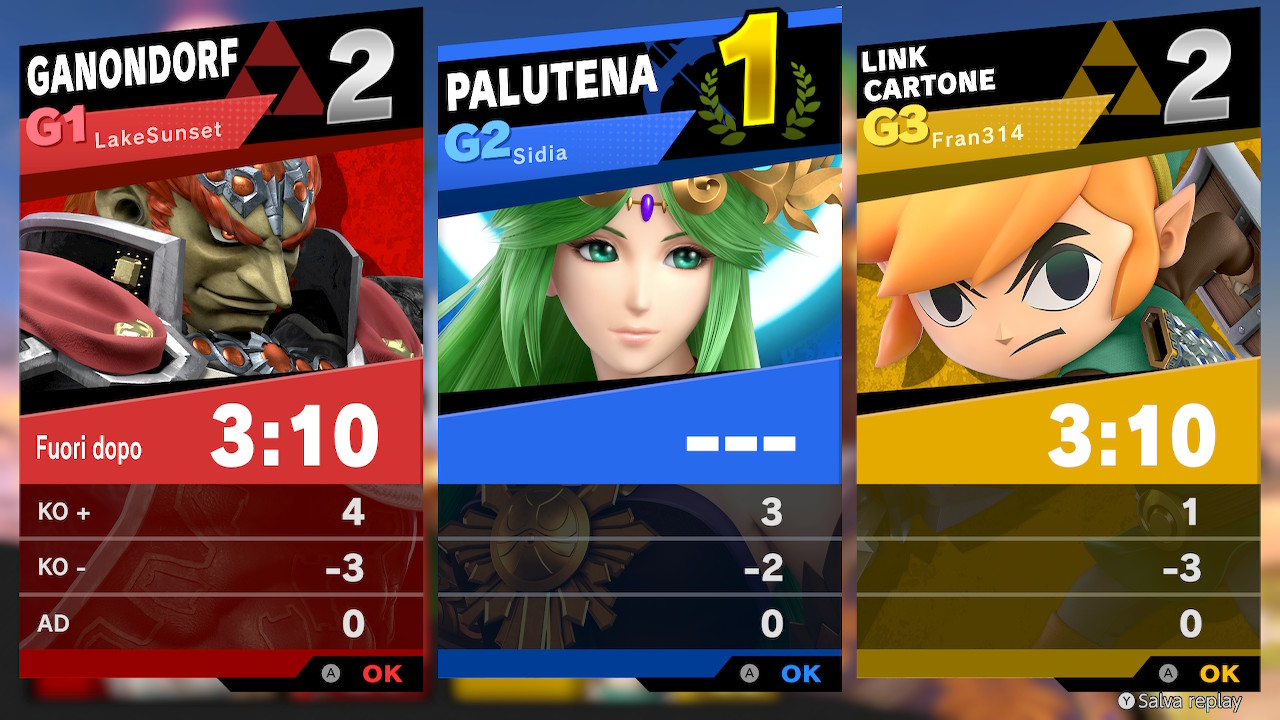 GANONDORF
2
G1 LakeSunset
Fuori dopo 3:10
KO + 4
KO - -3
AD 0
A OK
PALUTENA
1
G2 Sidia
---
3
-2
0
A OK
LINK
CARTONE
2
G3 Fran314
3:10
1
-3
0
A OK
Y Salva replay